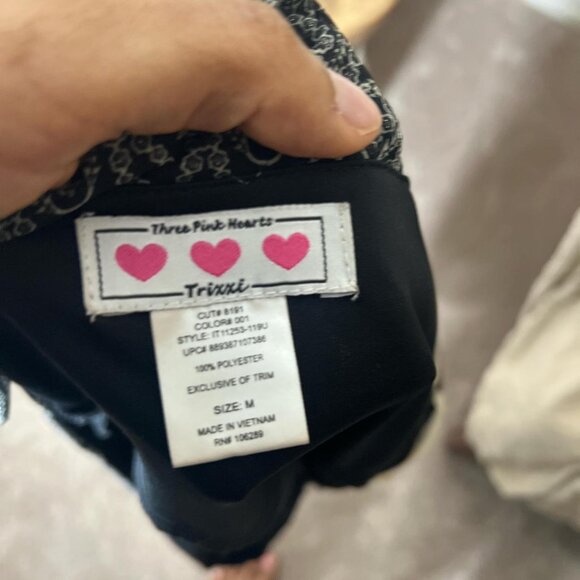 Three Pink Hearts
Trixxi
CUT# 8191
COLOR# 001
STYLE: IT11253-119U
UPC# 889387107386
100% POLYESTER
EXCLUSIVE OF TRIM
SIZE: M
MADE IN VIETNAM
RN# 106289